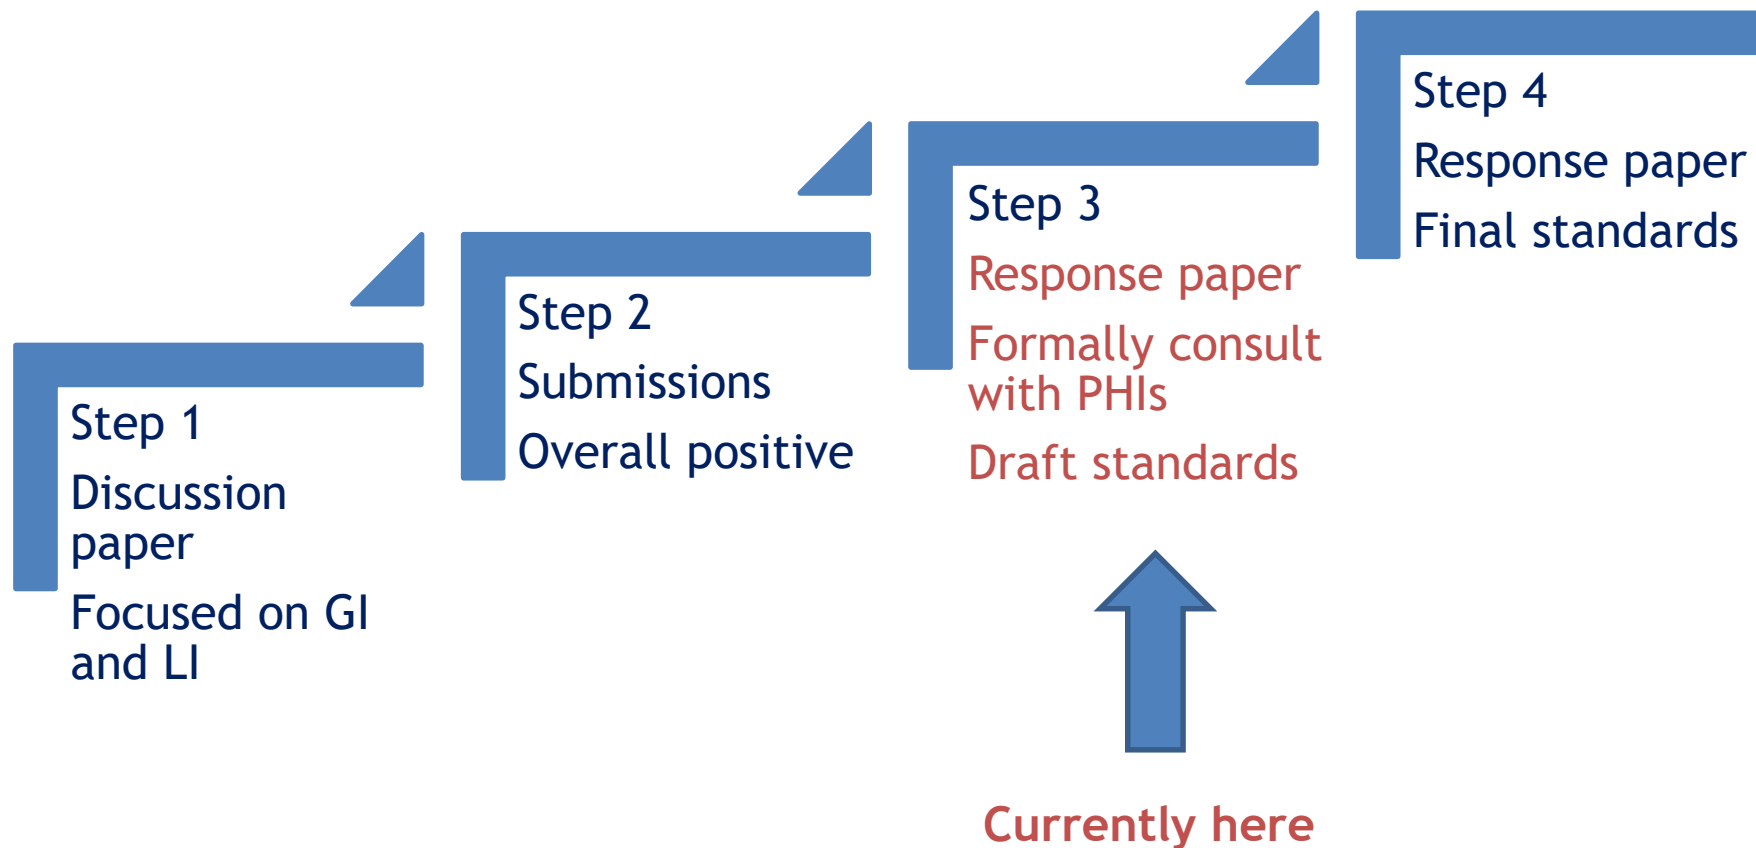 Step 1
Discussion
paper
Focused on GI
and LI
Step 2
Submissions
Overall positive
Step 3
Response paper
Formally consult
with PHIs
Draft standards
Step 4
Response paper
Final standards
Currently here